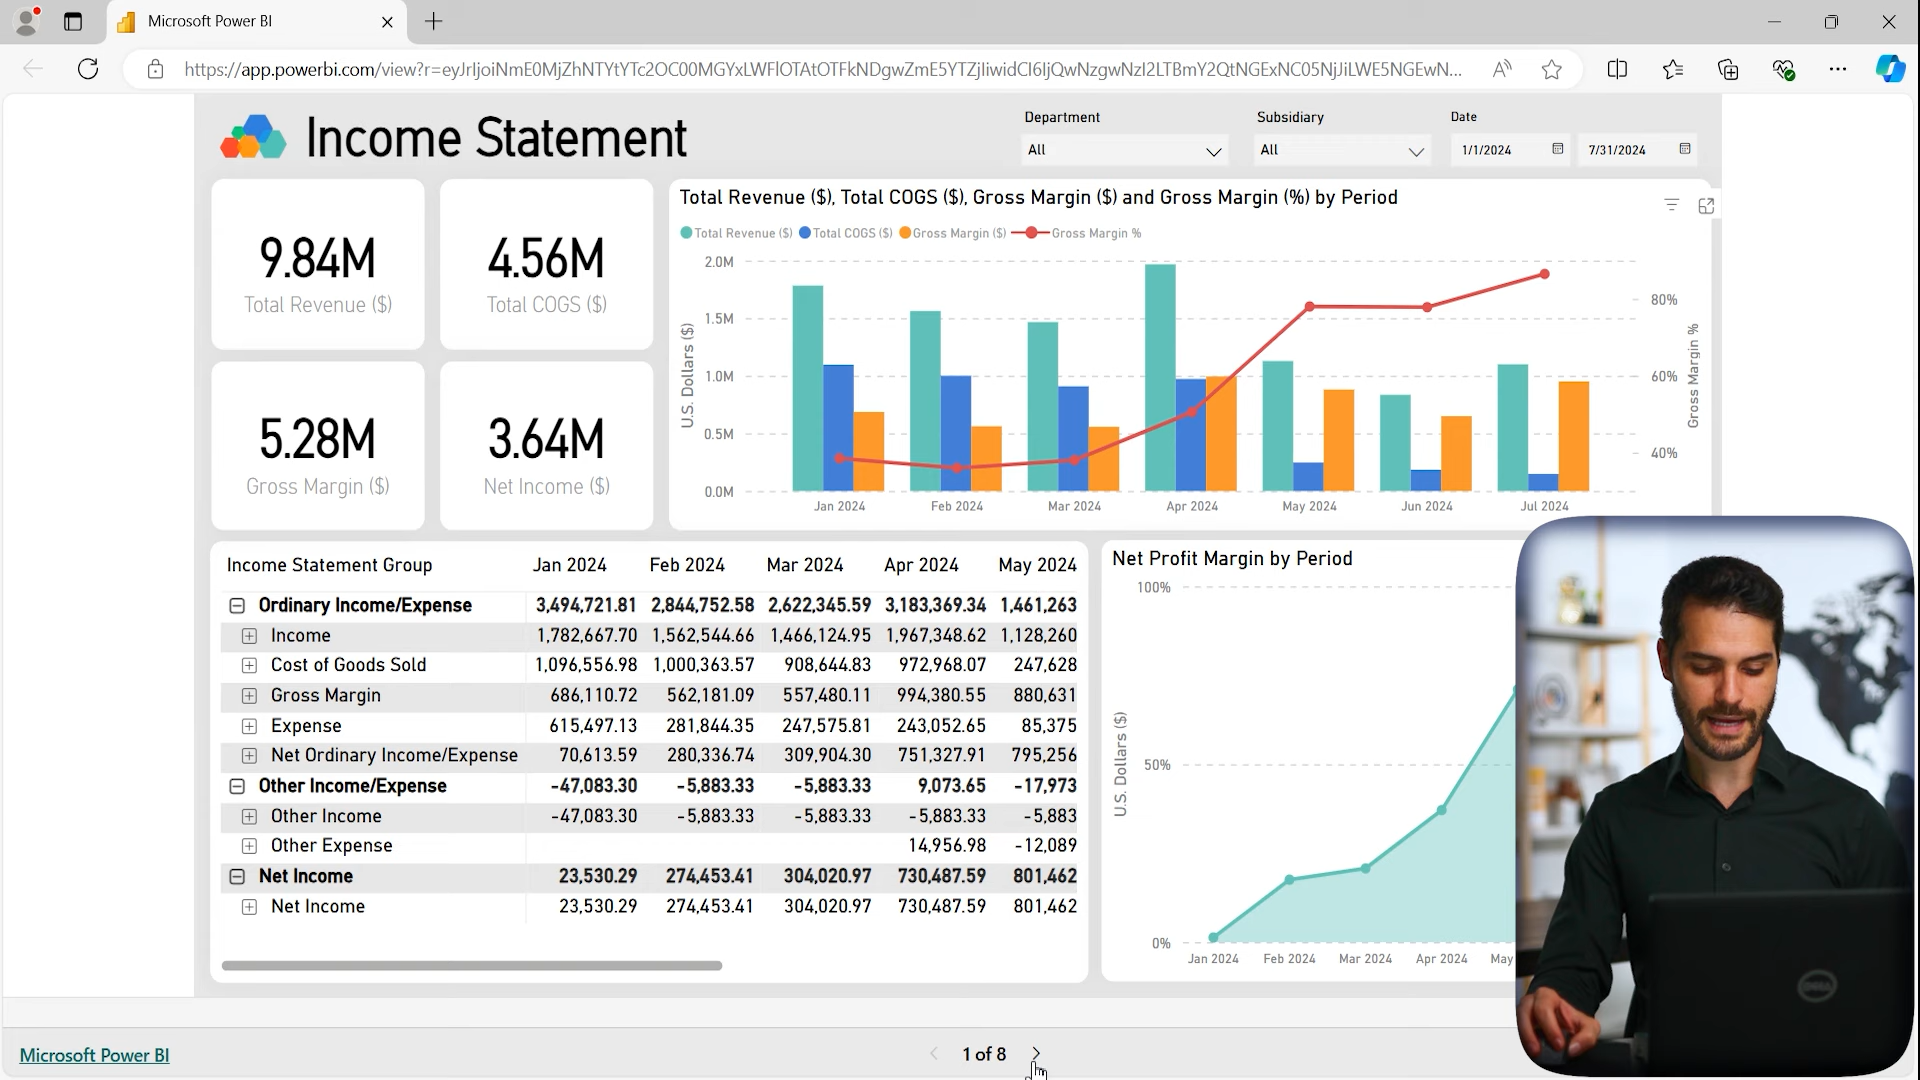 Microsoft Power BI
https://app.powerbi.com/view?r=eyJrIjoiNmE0MjZhNTYtYTc2OC00MGYxLWFlOTAtOTFkNDgwZmE5YTZjIiwidCI6IjQwNzgwNzI2LTBmY2QtNGExNC05NjJiLWE5NGEwN...
Income Statement
Department
All
Subsidiary
All
Date
1/1/2024
7/31/2024
9.84M
Total Revenue ($)
4.56M
Total COGS ($)
5.28M
Gross Margin ($)
3.64M
Net Income ($)
Total Revenue ($), Total COGS ($), Gross Margin ($) and Gross Margin (%) by Period
Total Revenue ($) Total COGS ($) Gross Margin ($) Gross Margin %
U.S. Dollars ($)
2.0M
1.5M
1.0M
0.5M
0.0M
80%
60%
40%
Gross Margin %
Jan 2024 Feb 2024 Mar 2024 Apr 2024 May 2024 Jun 2024 Jul 2024
Income Statement Group Jan 2024 Feb 2024 Mar 2024 Apr 2024 May 2024
Ordinary Income/Expense 3,494,721.81 2,844,752.58 2,622,345.59 3,183,369.34 1,461,263
Income 1,782,667.70 1,562,544.66 1,466,124.95 1,967,348.62 1,128,260
Cost of Goods Sold 1,096,556.98 1,000,363.57 908,644.83 972,968.07 247,628
Gross Margin 686,110.72 562,181.09 557,480.11 994,380.55 880,631
Expense 615,497.13 281,844.35 247,575.81 243,052.65 85,375
Net Ordinary Income/Expense 70,613.59 280,336.74 309,904.30 751,327.91 795,256
Other Income/Expense -47,083.30 -5,883.33 -5,883.33 9,073.65 -17,973
Other Income -47,083.30 -5,883.33 -5,883.33 -5,883.33 -5,883
Other Expense 14,956.98 -12,089
Net Income 23,530.29 274,453.41 304,020.97 730,487.59 801,462
Net Income 23,530.29 274,453.41 304,020.97 730,487.59 801,462
Net Profit Margin by Period
U.S. Dollars ($)
100%
50%
0%
Jan 2024 Feb 2024 Mar 2024 Apr 2024 May
DELL
Microsoft Power BI
1 of 8